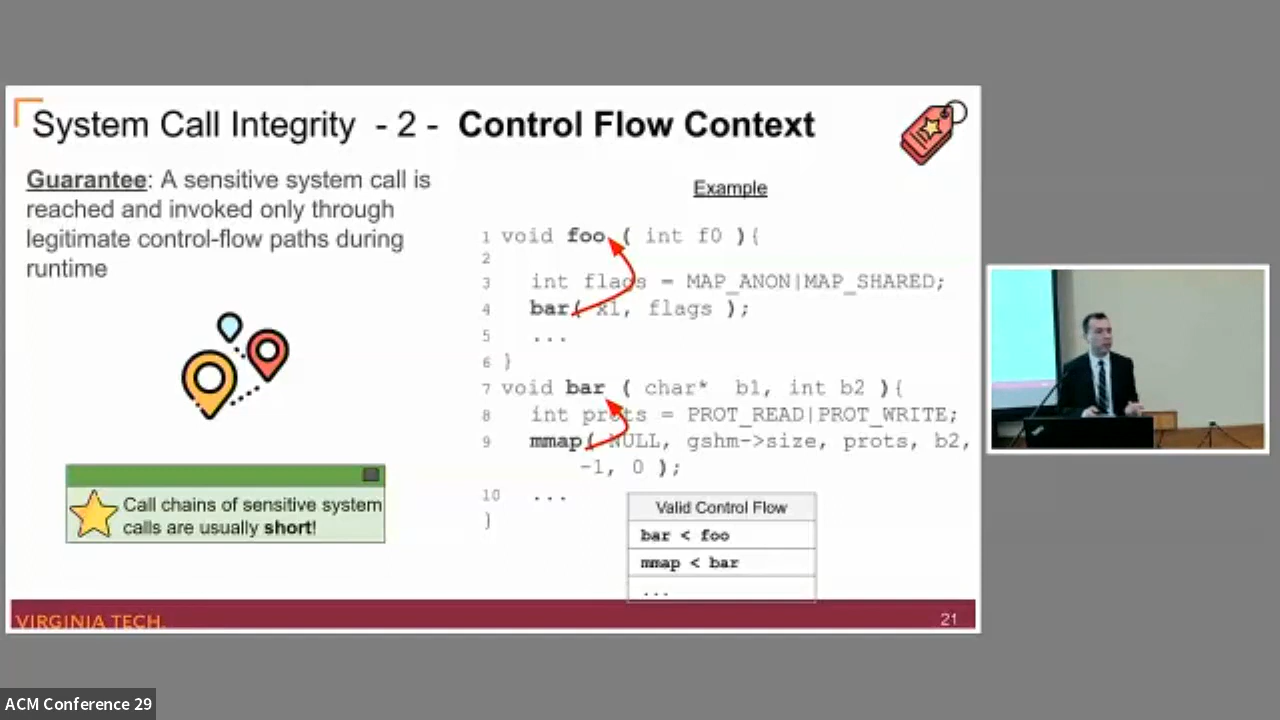 System Call Integrity - 2 - Control Flow Context
Guarantee: A sensitive system call is
reached and invoked only through
legitimate control-flow paths during
runtime
Call chains of sensitive system
calls are usually short!
Example
1 void foo ( int f0 ){
2
3 int flags = MAP_ANON|MAP_SHARED;
4 bar( x1, flags );
5 ...
6 }
7 void bar ( char* b1, int b2 ){
8 int prots = PROT_READ|PROT_WRITE;
9 mmap( NULL, gshm->size, prots, b2,
-1, 0 );
10 ...
}
Valid Control Flow
bar < foo
mmap < bar
...
VIRGINIA TECH.
21
ACM Conference 29